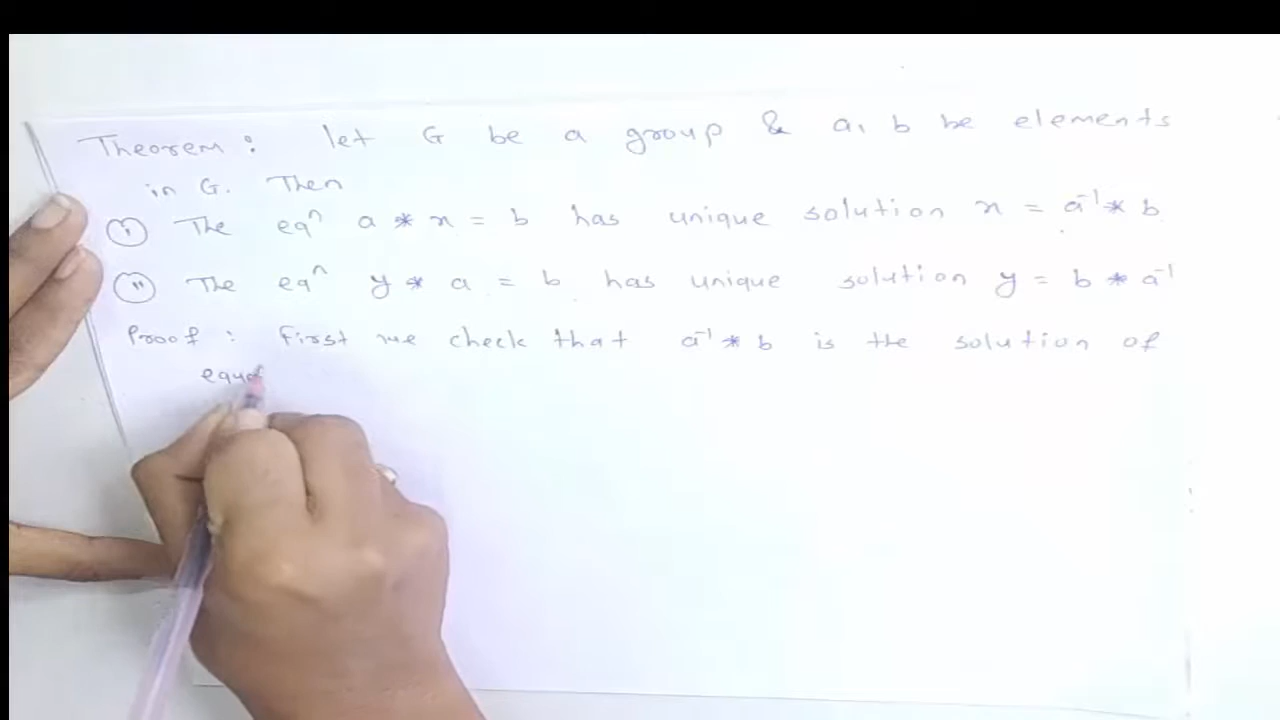 Theorem : let G be a group & a, b be elements
in G. Then
(i) The eqⁿ a * x = b has unique solution x = a⁻¹ * b
(ii) The eqⁿ y * a = b has unique solution y = b * a⁻¹
Proof : First we check that a⁻¹ * b is the solution of
equa